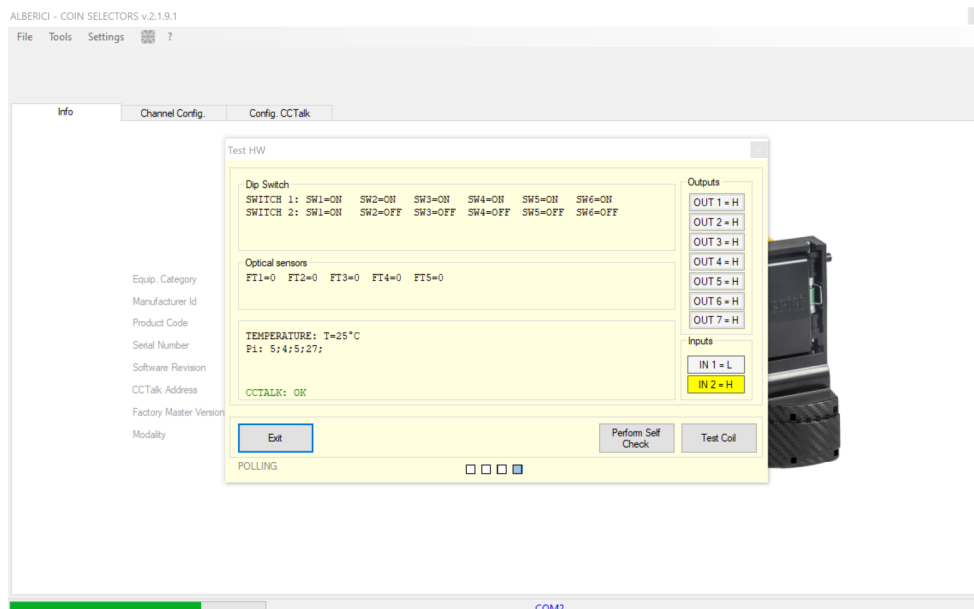 ALBERICI - COIN SELECTORS v.2.1.9.1
File Tools Settings ?
Info Channel Config. Config. CCTalk
Test HW
Dip Switch
SWITCH 1: SW1=ON SW2=ON SW3=ON SW4=ON SW5=ON SW6=ON
SWITCH 2: SW1=ON SW2=OFF SW3=OFF SW4=OFF SW5=OFF SW6=OFF
Optical sensors
FT1=0 FT2=0 FT3=0 FT4=0 FT5=0
TEMPERATURE: T=25°C
Pi: 5;4;5;27;
CCTALK: OK
Outputs
OUT 1 = H
OUT 2 = H
OUT 3 = H
OUT 4 = H
OUT 5 = H
OUT 6 = H
OUT 7 = H
Inputs
IN 1 = L
IN 2 = H
Exit
Perform Self
Check
Test Coil
POLLING
Equip. Category
Manufacturer Id
Product Code
Serial Number
Software Revision
CCTalk Address
Factory Master Version
Modality